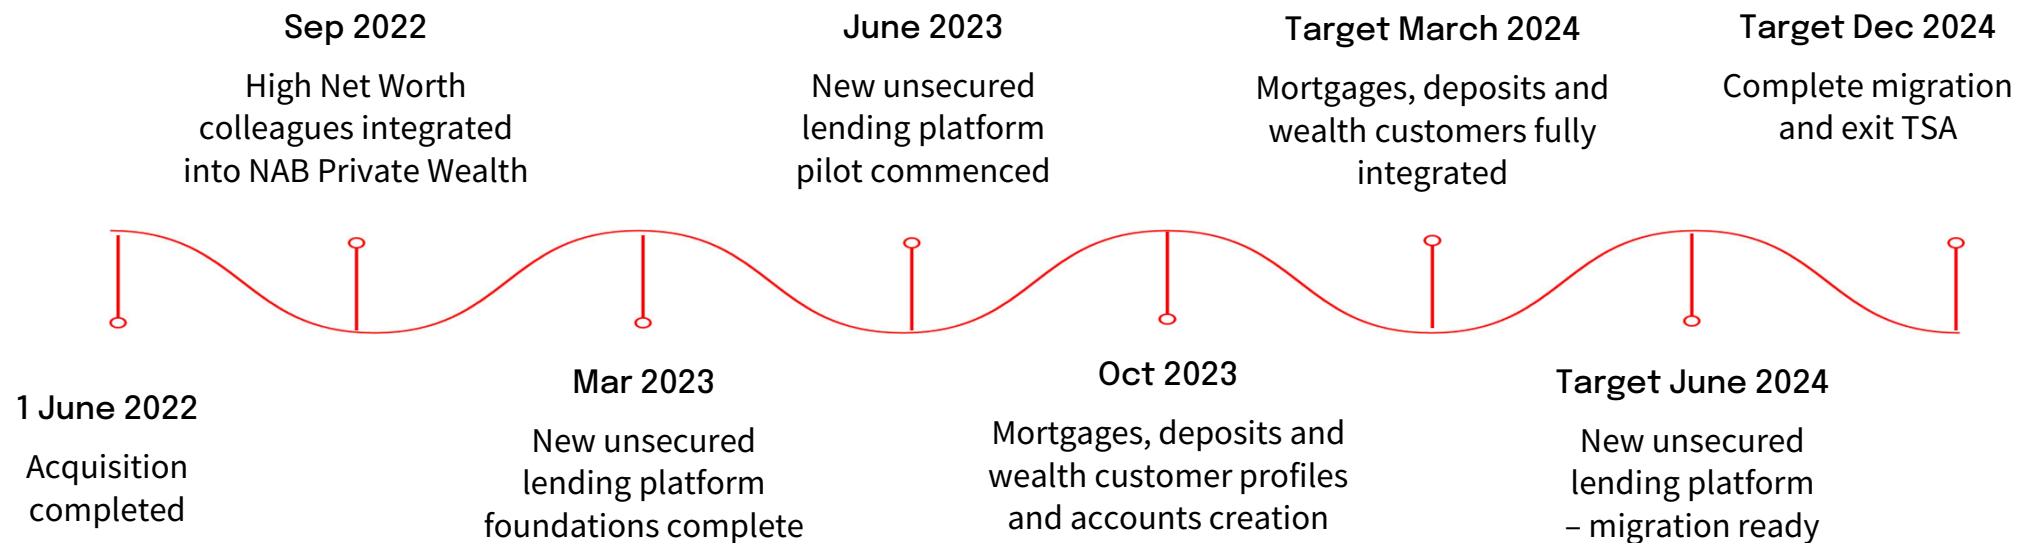 Sep 2022
High Net Worth
colleagues integrated
into NAB Private Wealth
June 2023
New unsecured
lending platform
pilot commenced
Target March 2024
Mortgages, deposits and
wealth customers fully
integrated
Target Dec 2024
Complete migration
and exit TSA
1 June 2022
Acquisition
completed
Mar 2023
New unsecured
lending platform
foundations complete
Oct 2023
Mortgages, deposits and
wealth customer profiles
and accounts creation
Target June 2024
New unsecured
lending platform
– migration ready